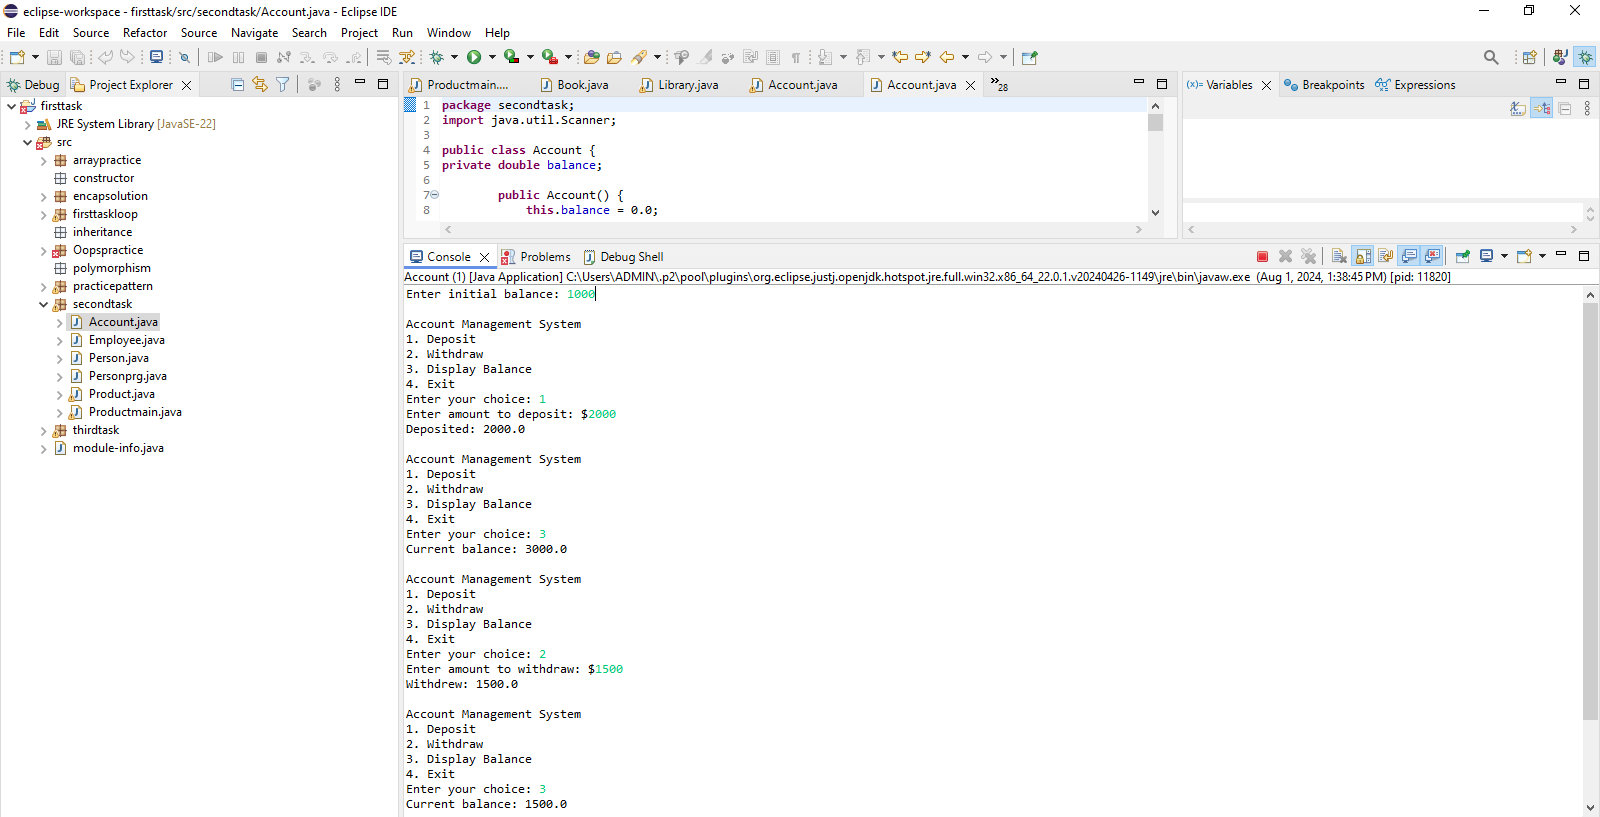 eclipse-workspace - firsttask/src/secondtask/Account.java - Eclipse IDE
File Edit Source Refactor Source Navigate Search Project Run Window Help
Debug Project Explorer
firsttask
JRE System Library [JavaSE-22]
src
arraypractice
constructor
encapsolution
firsttaskloop
inheritance
Oopspractice
polymorphism
practicepattern
secondtask
Account.java
Employee.java
Person.java
Personprg.java
Product.java
Productmain.java
thirdtask
module-info.java
Productmain.... Book.java Library.java Account.java Account.java »28
1 package secondtask;
2 import java.util.Scanner;
3
4 public class Account {
5 private double balance;
6
7 public Account() {
8 this.balance = 0.0;
(x)= Variables Breakpoints Expressions
Console Problems Debug Shell
Account (1) [Java Application] C:\Users\ADMIN\.p2\pool\plugins\org.eclipse.justj.openjdk.hotspot.jre.full.win32.x86_64_22.0.1.v20240426-1149\jre\bin\javaw.exe (Aug 1, 2024, 1:38:45 PM) [pid: 11820]
Enter initial balance: 1000
Account Management System
1. Deposit
2. Withdraw
3. Display Balance
4. Exit
Enter your choice: 1
Enter amount to deposit: $2000
Deposited: 2000.0
Account Management System
1. Deposit
2. Withdraw
3. Display Balance
4. Exit
Enter your choice: 3
Current balance: 3000.0
Account Management System
1. Deposit
2. Withdraw
3. Display Balance
4. Exit
Enter your choice: 2
Enter amount to withdraw: $1500
Withdrew: 1500.0
Account Management System
1. Deposit
2. Withdraw
3. Display Balance
4. Exit
Enter your choice: 3
Current balance: 1500.0